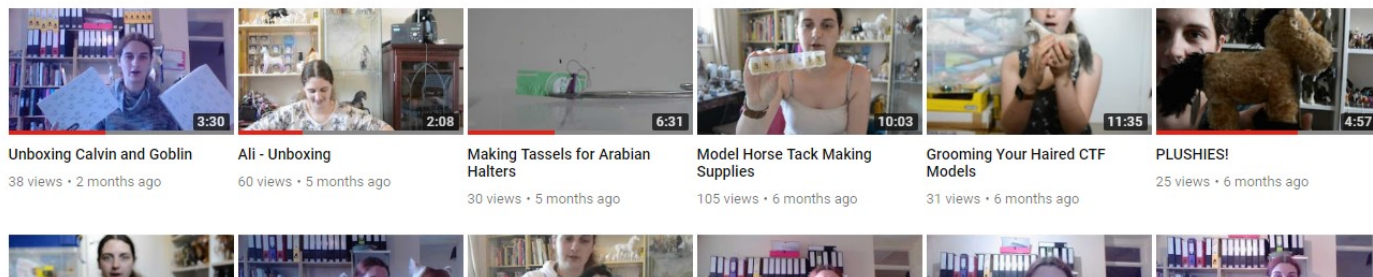 3:30
2:08
6:31
10:03
11:35
4:57
Unboxing Calvin and Goblin
38 views • 2 months ago
Ali - Unboxing
60 views • 5 months ago
Making Tassels for Arabian
Halters
30 views • 5 months ago
Model Horse Tack Making
Supplies
105 views • 6 months ago
Grooming Your Haired CTF
Models
31 views • 6 months ago
PLUSHIES!
25 views • 6 months ago